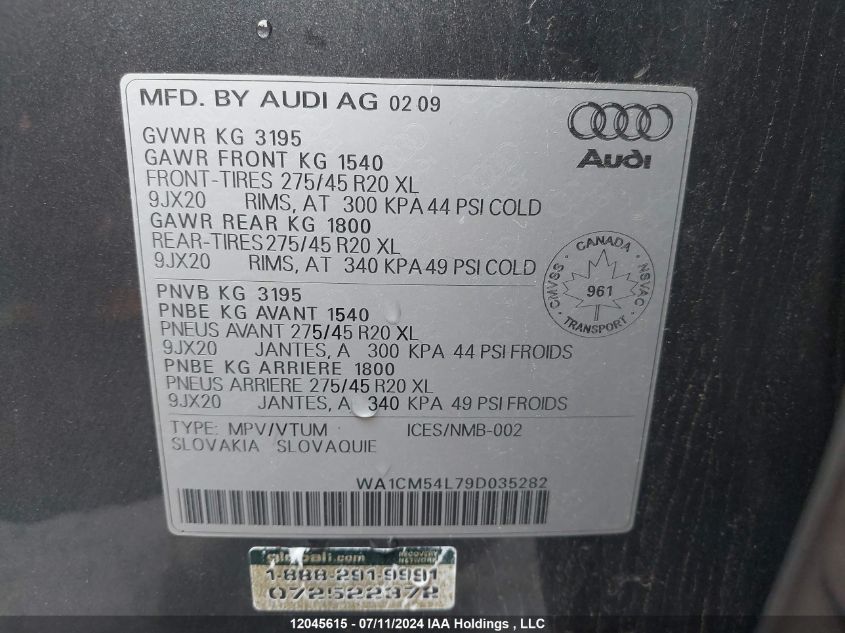 MFD. BY AUDI AG 02 09
Audi
GVWR KG 3195
GAWR FRONT KG 1540
FRONT-TIRES 275/45 R20 XL
9JX20 RIMS, AT 300 KPA 44 PSI COLD
GAWR REAR KG 1800
REAR-TIRES 275/45 R20 XL
9JX20 RIMS, AT 340 KPA 49 PSI COLD
CANADA
CMVSS
NSVAC
961
TRANSPORT
PNVB KG 3195
PNBE KG AVANT 1540
PNEUS AVANT 275/45 R20 XL
9JX20 JANTES, A 300 KPA 44 PSI FROIDS
PNBE KG ARRIERE 1800
PNEUS ARRIERE 275/45 R20 XL
9JX20 JANTES, A 340 KPA 49 PSI FROIDS
TYPE: MPV/VTUM ICES/NMB-002
SLOVAKIA SLOVAQUIE
WA1CM54L79D035282
globali.com RECOVERY
NETWORK
1-888-291-9991
072522372
12045615 - 07/11/2024 IAA Holdings , LLC